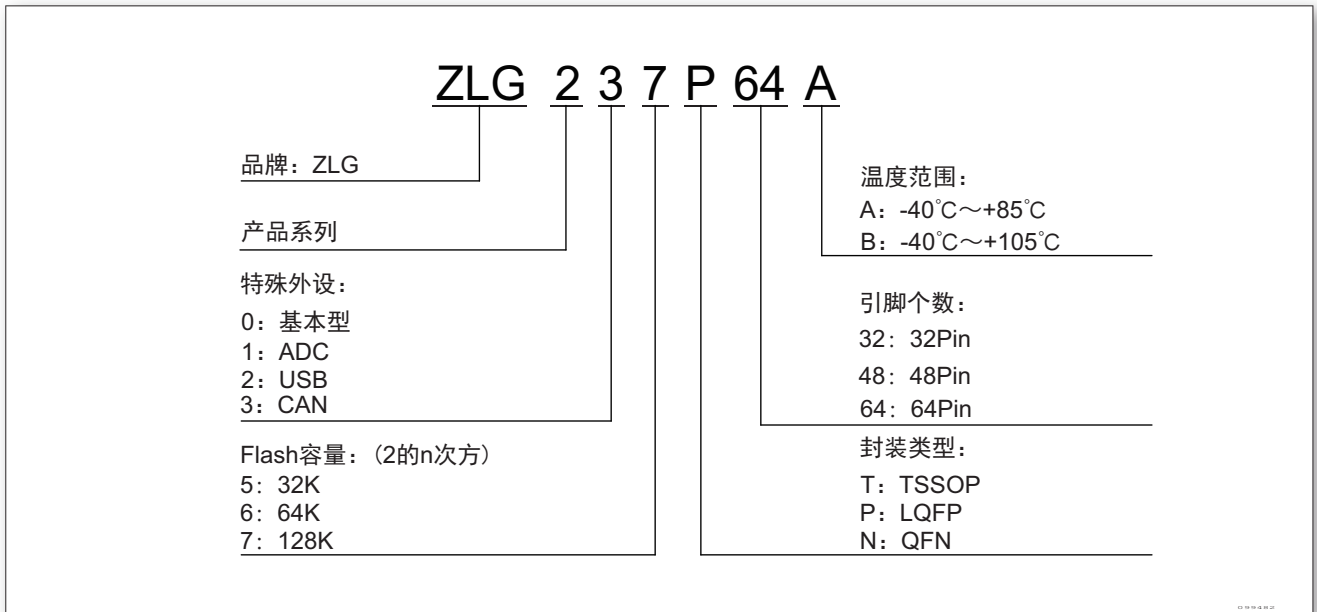 ZLG 2 3 7 P 64 A
品牌：ZLG
产品系列
特殊外设：
0：基本型
1：ADC
2：USB
3：CAN
Flash容量：(2的n次方)
5：32K
6：64K
7：128K
温度范围：
A：-40℃～+85℃
B：-40℃～+105℃
引脚个数：
32：32Pin
48：48Pin
64：64Pin
封装类型：
T：TSSOP
P：LQFP
N：QFN